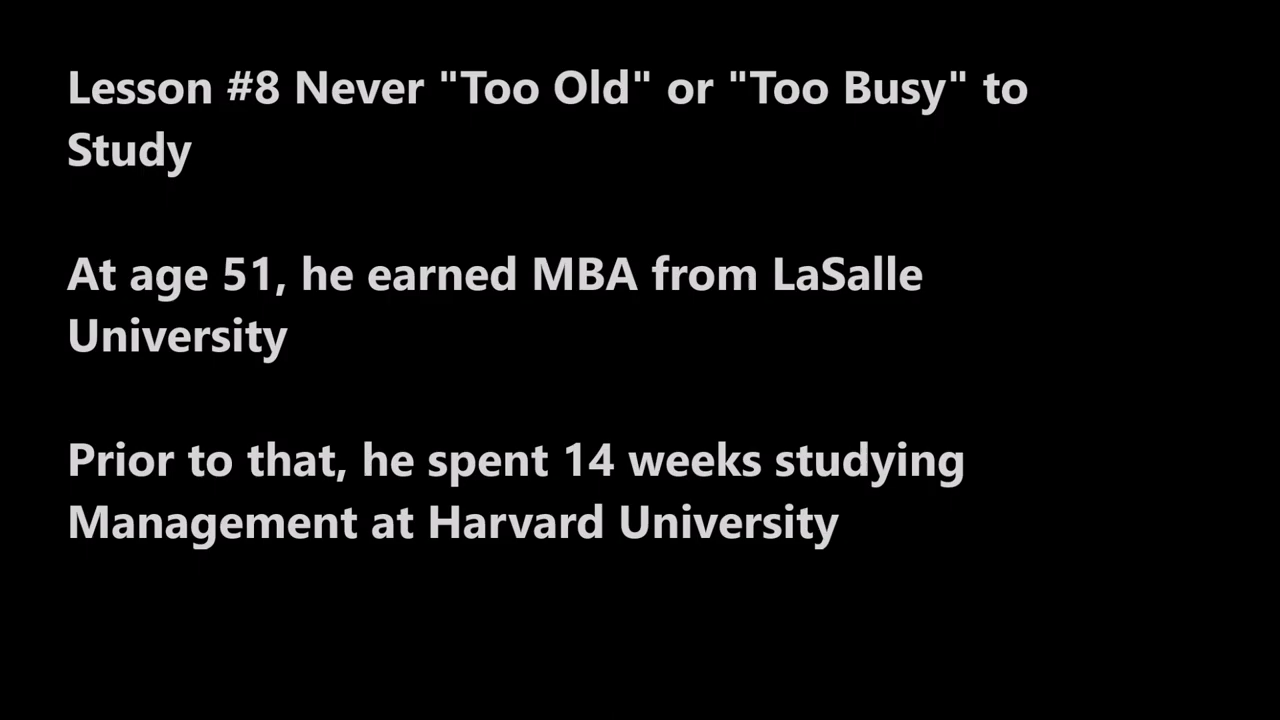 Lesson #8 Never "Too Old" or "Too Busy" to
Study
At age 51, he earned MBA from LaSalle
University
Prior to that, he spent 14 weeks studying
Management at Harvard University